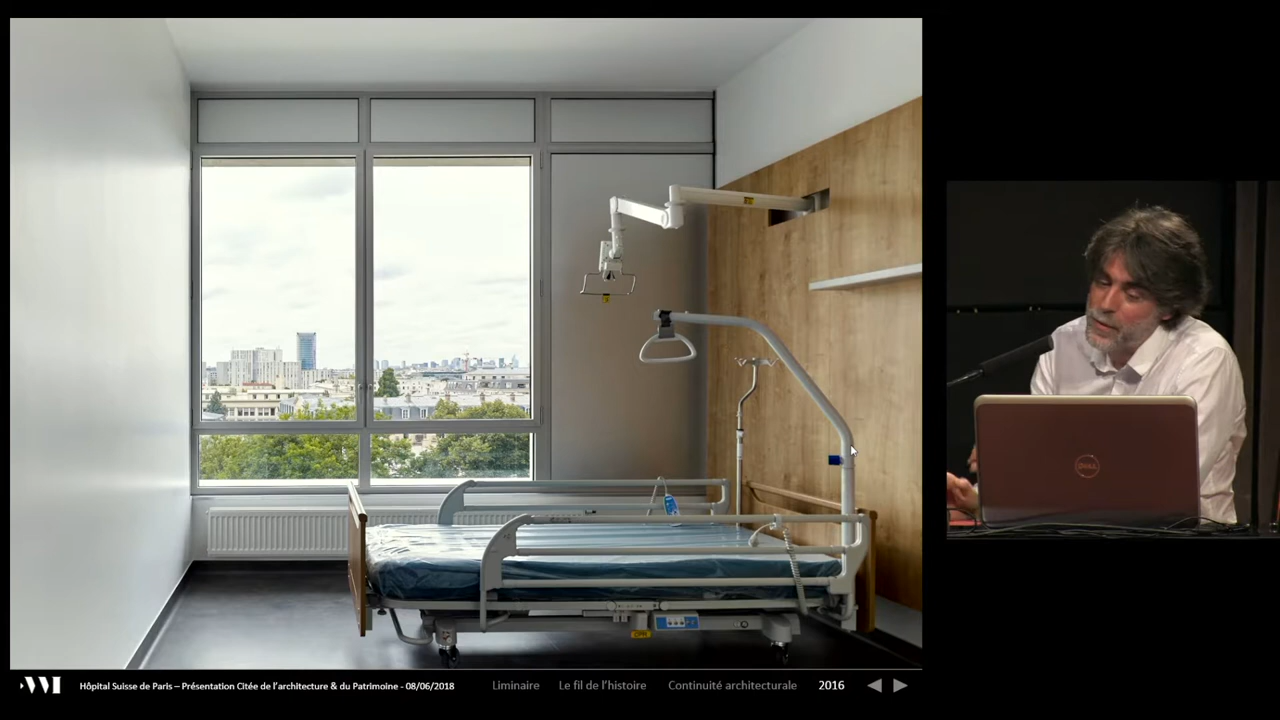 Hôpital Suisse de Paris – Présentation Citée de l'architecture & du Patrimoine - 08/06/2018
Liminaire
Le fil de l'histoire
Continuité architecturale
2016
DELL
CPR